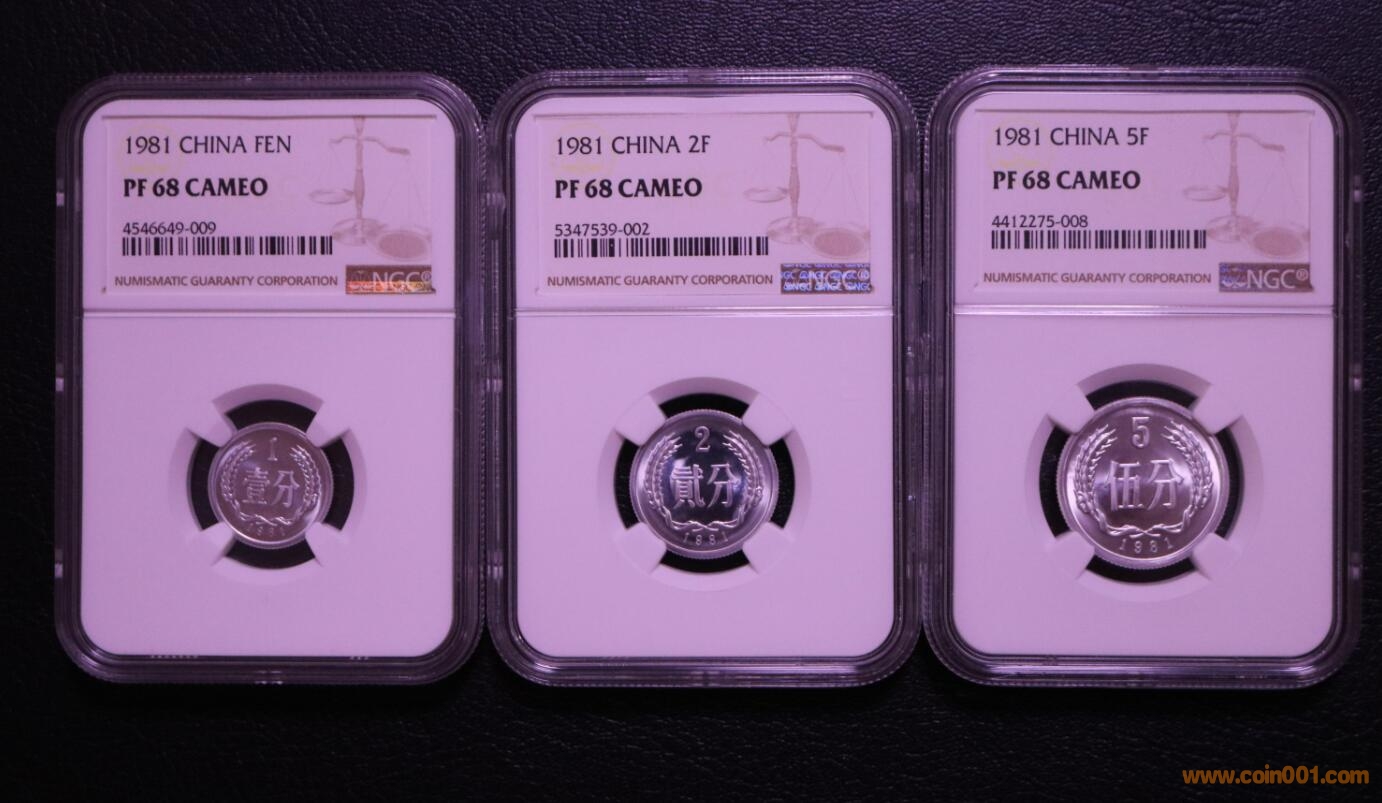 1981 CHINA FEN
PF 68 CAMEO
4546649-009
NUMISMATIC GUARANTY CORPORATION
NGC®
1
壹分
1981
1981 CHINA 2F
PF 68 CAMEO
5347539-002
NUMISMATIC GUARANTY CORPORATION
NGC
2
贰分
1981
1981 CHINA 5F
PF 68 CAMEO
4412275-008
NUMISMATIC GUARANTY CORPORATION
NGC®
5
伍分
1981
www.coin001.com